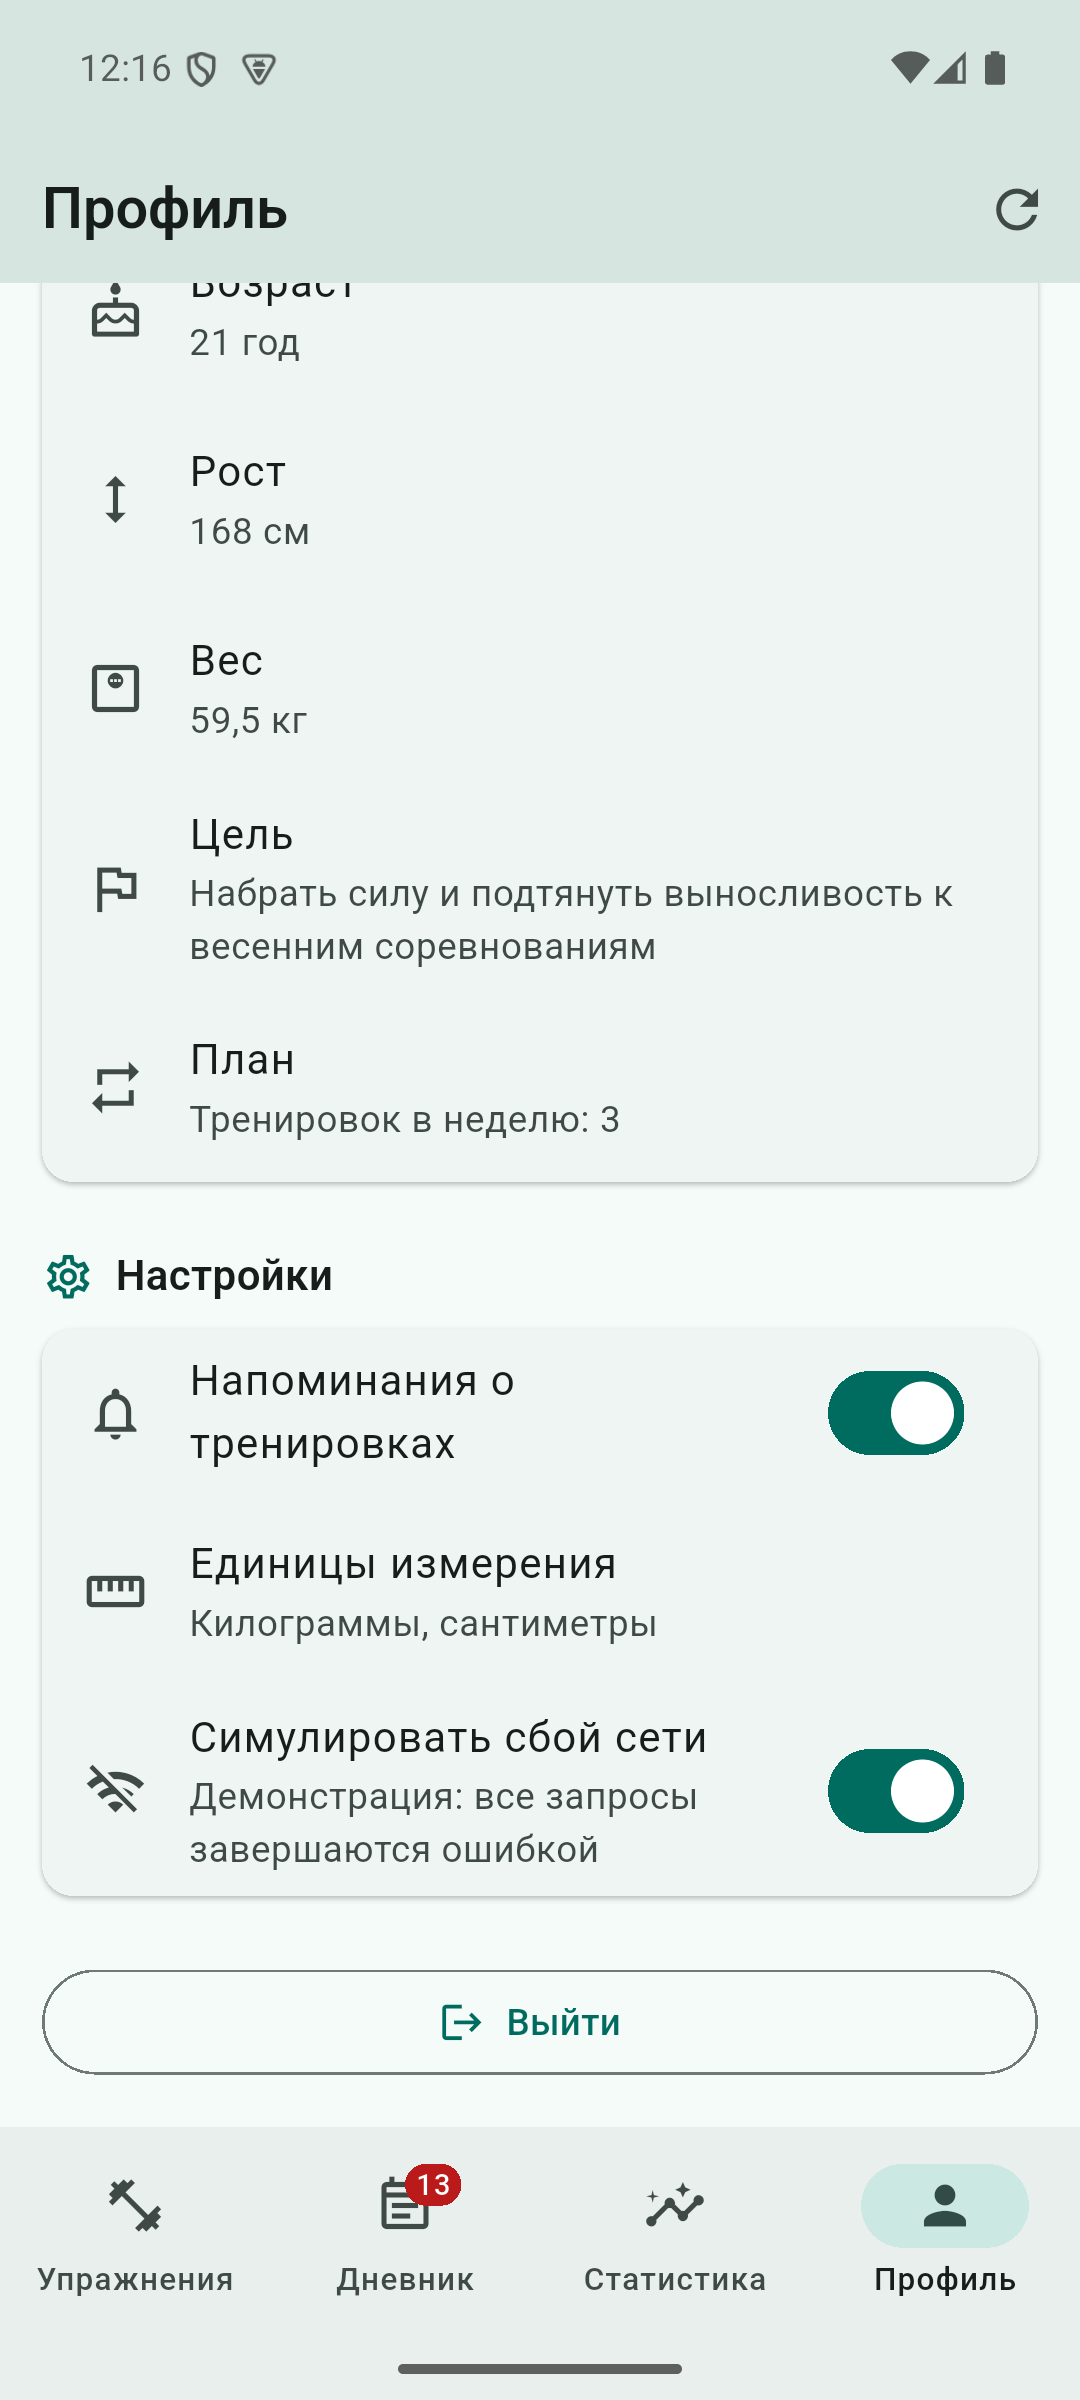 12:16
Профиль
Возраст
21 год
Рост
168 см
Вес
59,5 кг
Цель
Набрать силу и подтянуть выносливость к
весенним соревнованиям
План
Тренировок в неделю: 3
Настройки
Напоминания о
тренировках
Единицы измерения
Килограммы, сантиметры
Симулировать сбой сети
Демонстрация: все запросы
завершаются ошибкой
Выйти
13
Упражнения
Дневник
Статистика
Профиль